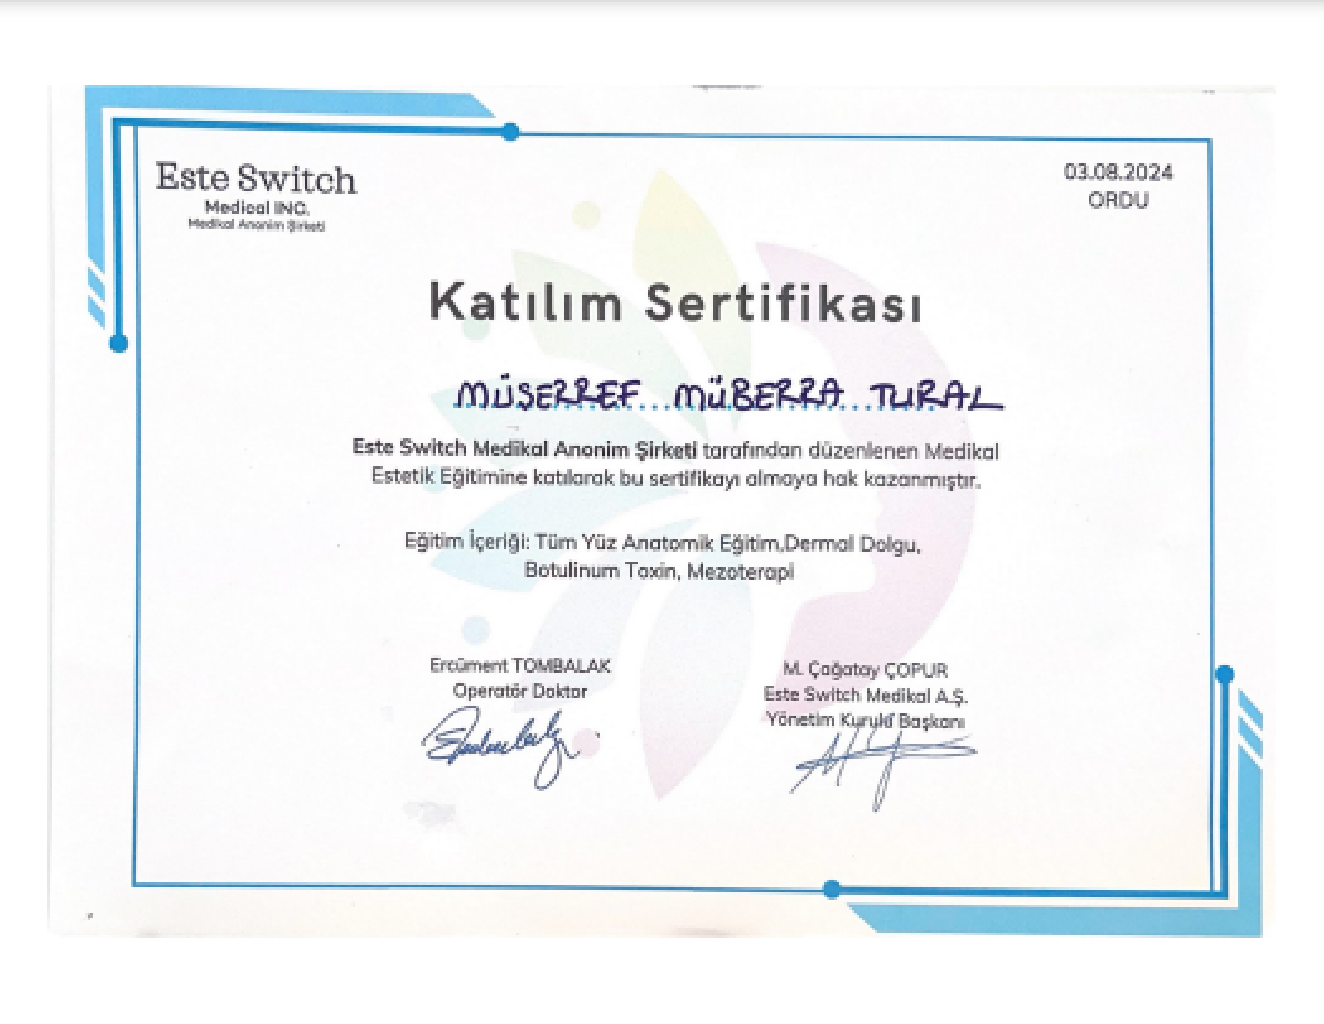 Este Switch
Medical INC.
Medikal Anonim Şirketi
03.08.2024
ORDU
Katılım Sertifikası
MÜŞERREF MÜBERRA TURAL
Este Switch Medikal Anonim Şirketi tarafından düzenlenen Medikal
Estetik Eğitimine katılarak bu sertifikayı almaya hak kazanmıştır.
Eğitim İçeriği: Tüm Yüz Anatomik Eğitim,Dermal Dolgu,
Botulinum Toxin, Mezoterapi
Ercüment TOMBALAK
Operatör Doktor
M. Çağatay ÇOPUR
Este Switch Medikal A.Ş.
Yönetim Kurulu Başkanı